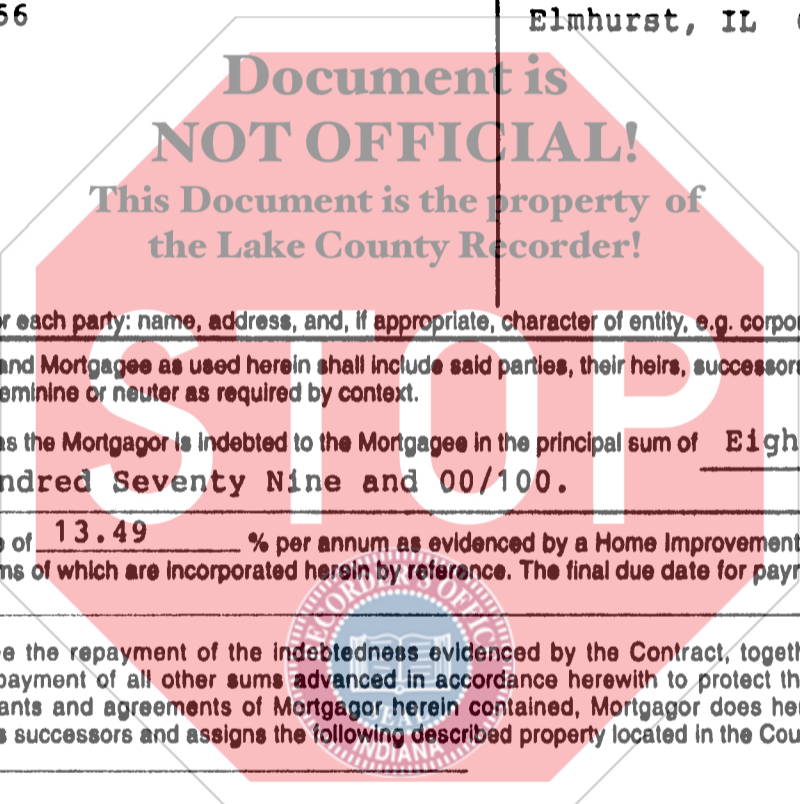 56
Elmhurst, IL
Document is
NOT OFFICIAL!
This Document is the property of
the Lake County Recorder!
STOP
r each party: name, address, and, if appropriate, character of entity, e.g. corpor
and Mortgagee as used herein shall include said parties, their heirs, successors
eminine or neuter as required by context.
as the Mortgagor is indebted to the Mortgagee in the principal sum of Eigh
ndred Seventy Nine and 00/100.
of 13.49 % per annum as evidenced by a Home Improvement
ms of which are incorporated herein by reference. The final due date for payr
e the repayment of the indebtedness evidenced by the Contract, togeth
payment of all other sums advanced in accordance herewith to protect th
ants and agreements of Mortgagor herein contained, Mortgagor does her
s successors and assigns the following described property located in the Cou
RECORDER'S OFFIC
SEAL
INDIANA